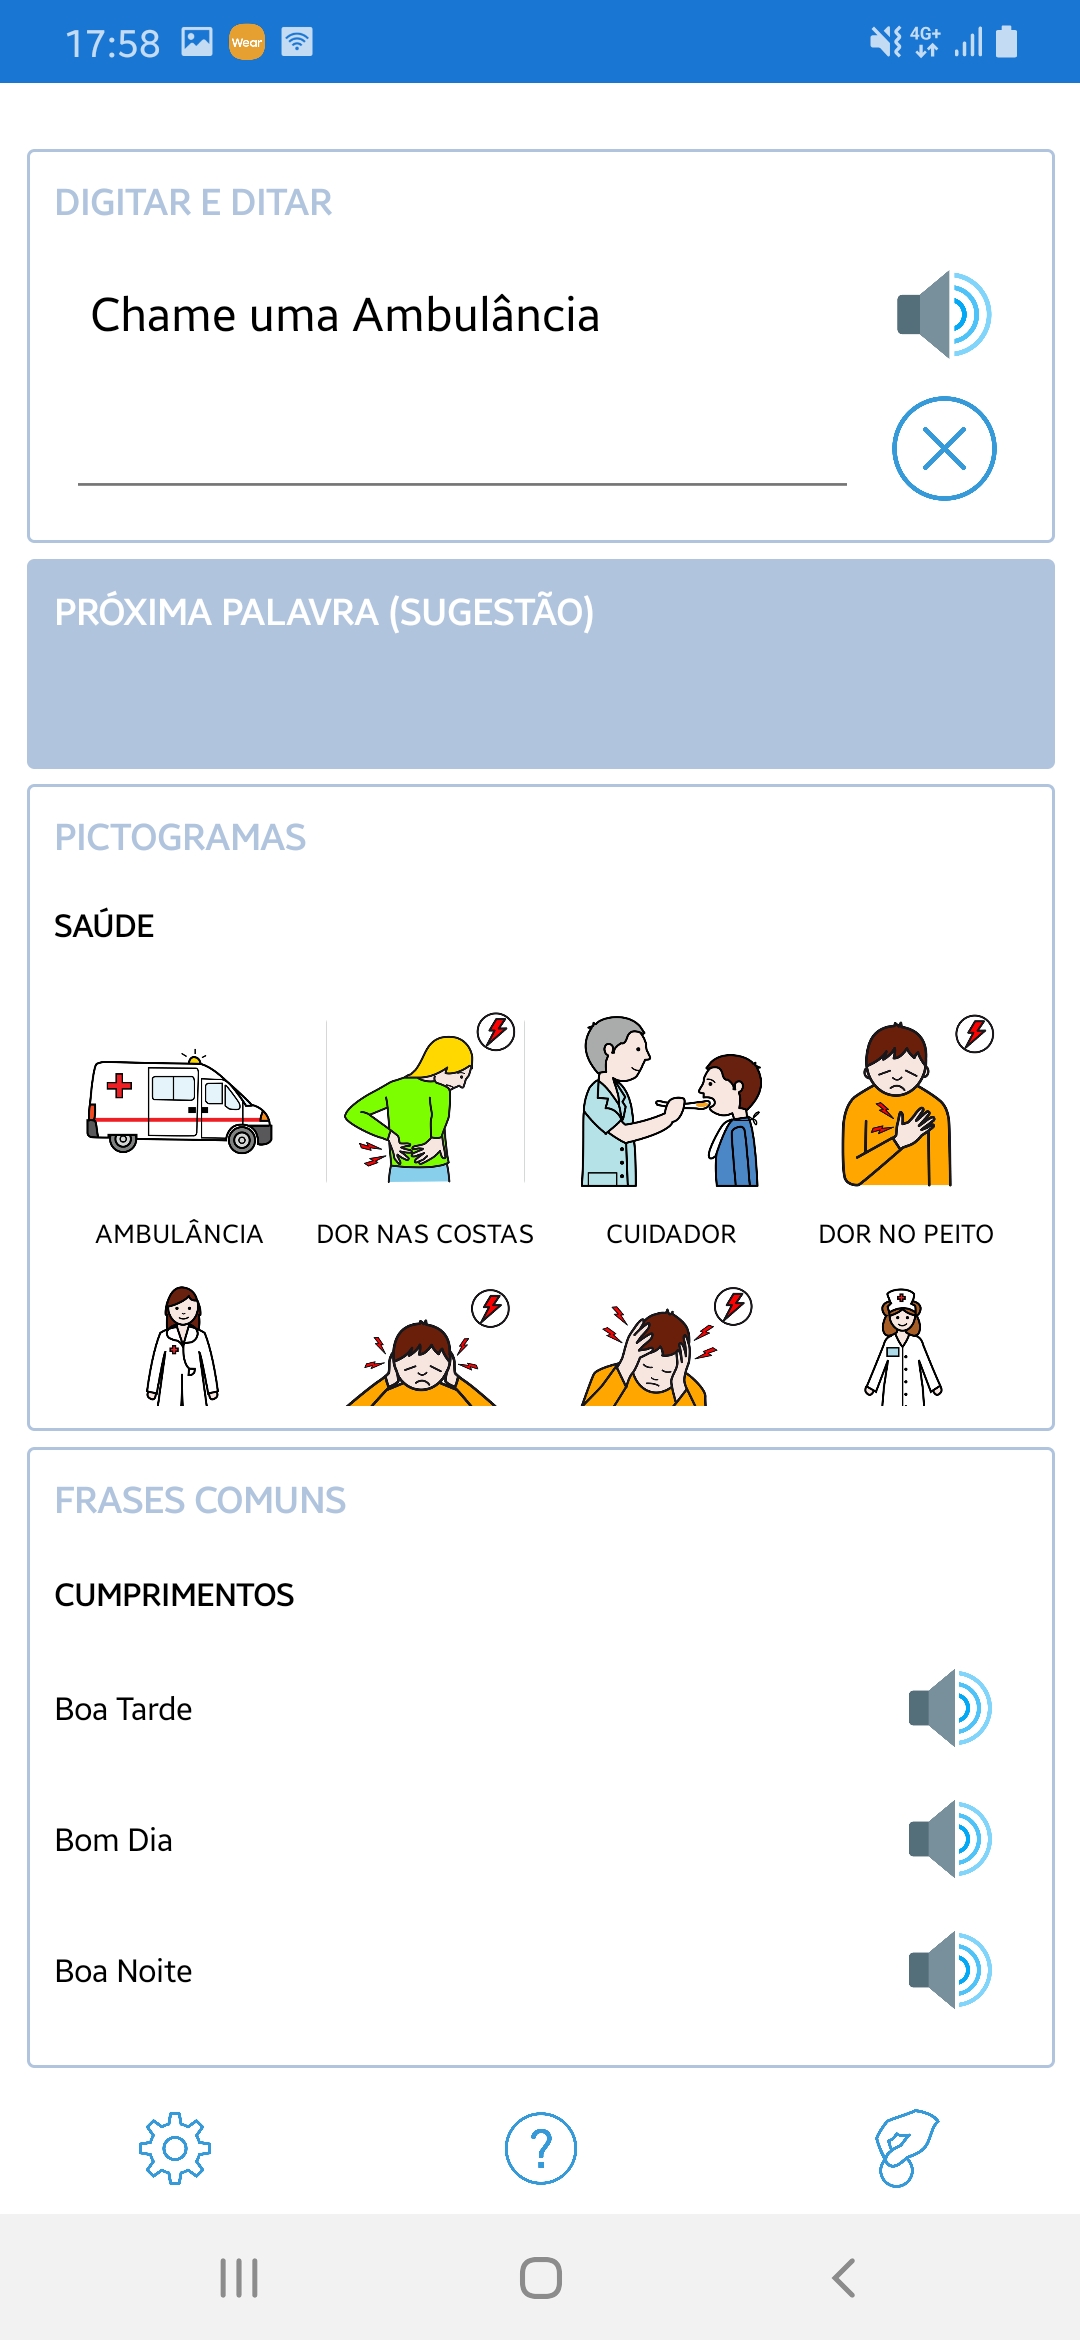 17:58 Wear 4G+
DIGITAR E DITAR
Chame uma Ambulância
PRÓXIMA PALAVRA (SUGESTÃO)
PICTOGRAMAS
SAÚDE
AMBULÂNCIA DOR NAS COSTAS CUIDADOR DOR NO PEITO
FRASES COMUNS
CUMPRIMENTOS
Boa Tarde
Bom Dia
Boa Noite
?